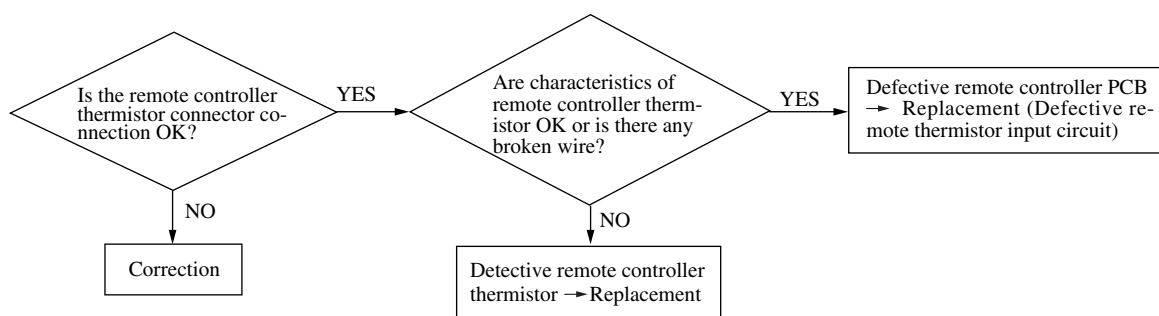 Is the remote controller
thermistor connector co-
nnection OK?
YES
NO
Correction
Are characteristics of
remote controller therm-
istor OK or is there any
broken wire?
YES
NO
Detective remote controller
thermistor → Replacement
Defective remote controller PCB
→ Replacement (Defective re-
mote thermistor input circuit)